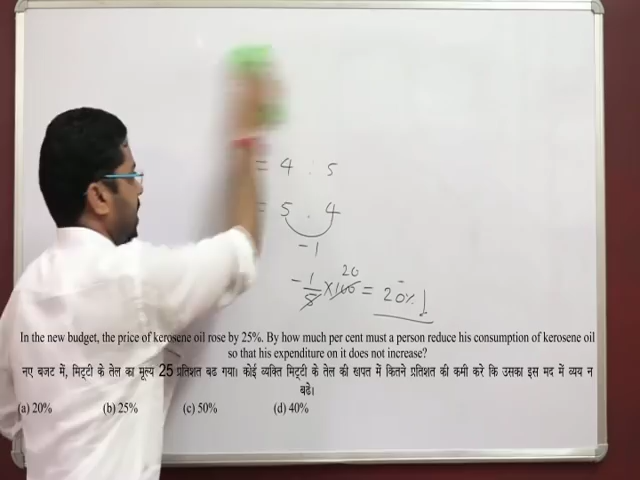 = 4 : 5
= 5 . 4
-1
20
-1/5 × 100 = 20% ↓
In the new budget, the price of kerosene oil rose by 25%. By how much per cent must a person reduce his consumption of kerosene oil
so that his expenditure on it does not increase?
नए बजट में, मिट्टी के तेल का मूल्य 25 प्रतिशत बढ गया। कोई व्यक्ति मिट्टी के तेल की खपत में कितने प्रतिशत की कमी करे कि उसका इस मद में व्यय न
बढे।
(a) 20% (b) 25% (c) 50% (d) 40%